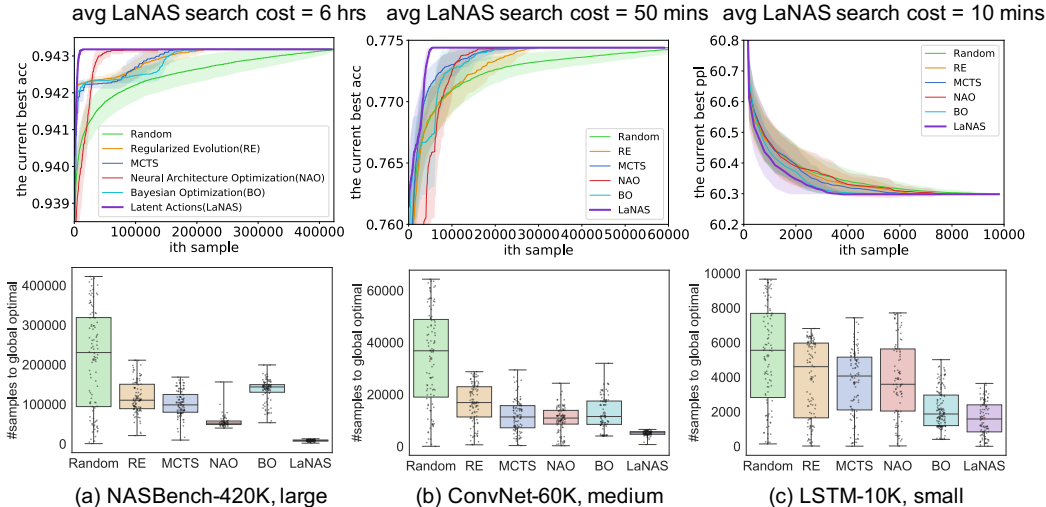 avg LaNAS search cost = 6 hrs
avg LaNAS search cost = 50 mins
avg LaNAS search cost = 10 mins
the current best acc
0.943
0.942
0.941
0.940
0.939
Random
Regularized Evolution(RE)
MCTS
Neural Architecture Optimization(NAO)
Bayesian Optimization(BO)
Latent Actions(LaNAS)
0 100000 200000 300000 400000
ith sample
the current best acc
0.775
0.770
0.765
0.760
Random
RE
MCTS
NAO
BO
LaNAS
0 10000 20000 30000 40000 50000 60000
ith sample
the current best ppl
60.8
60.7
60.6
60.5
60.4
60.3
60.2
Random
RE
MCTS
NAO
BO
LaNAS
0 2000 4000 6000 8000 10000
ith sample
#samples to global optimal
400000
300000
200000
100000
0
Random RE MCTS NAO BO LaNAS
#samples to global optimal
60000
40000
20000
0
Random RE MCTS NAO BO LaNAS
#samples to global optimal
10000
8000
6000
4000
2000
0
Random RE MCTS NAO BO LaNAS
(a) NASBench-420K, large
(b) ConvNet-60K, medium
(c) LSTM-10K, small